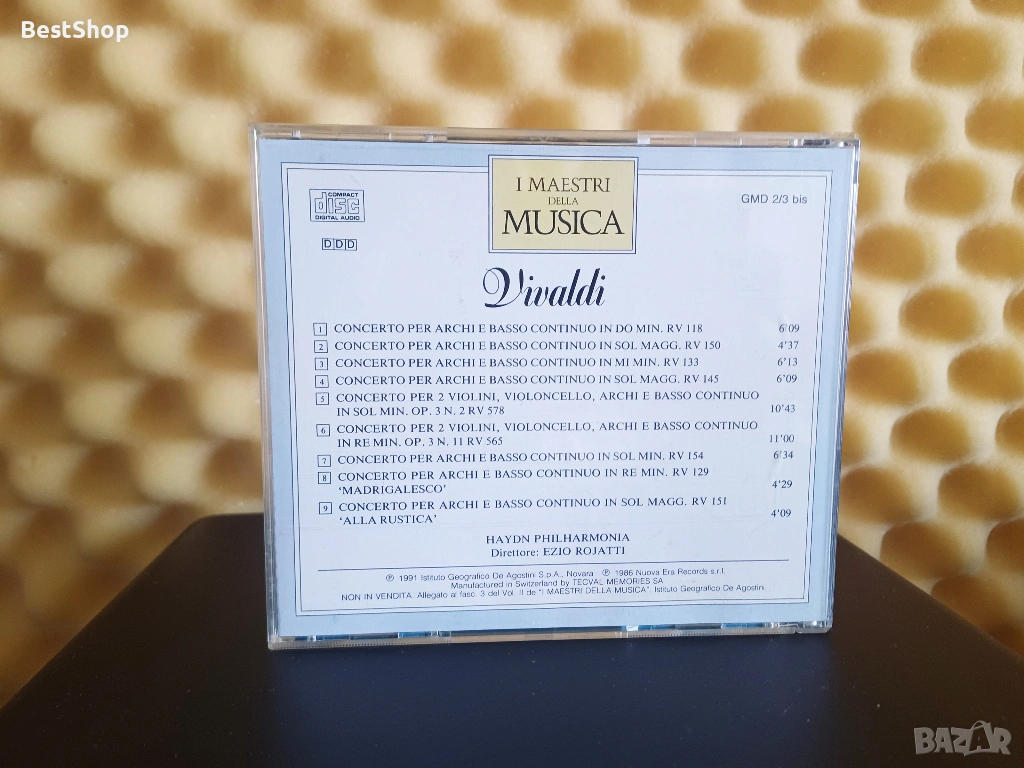 BestShop
I MAESTRI
DELLA
MUSICA
COMPACT
disc
DIGITAL AUDIO
GMD 2/3 bis
DDD
Vivaldi
1 CONCERTO PER ARCHI E BASSO CONTINUO IN DO MIN. RV 118 6'09
2 CONCERTO PER ARCHI E BASSO CONTINUO IN SOL MAGG. RV 150 4'37
3 CONCERTO PER ARCHI E BASSO CONTINUO IN MI MIN. RV 133 6'13
4 CONCERTO PER ARCHI E BASSO CONTINUO IN SOL MAGG. RV 145 6'09
5 CONCERTO PER 2 VIOLINI, VIOLONCELLO, ARCHI E BASSO CONTINUO
IN SOL MIN. OP. 3 N. 2 RV 578 10'43
6 CONCERTO PER 2 VIOLINI, VIOLONCELLO, ARCHI E BASSO CONTINUO
IN RE MIN. OP. 3 N. 11 RV 565 11'00
7 CONCERTO PER ARCHI E BASSO CONTINUO IN SOL MIN. RV 154 6'34
8 CONCERTO PER ARCHI E BASSO CONTINUO IN RE MIN. RV 129
'MADRIGALESCO' 4'29
9 CONCERTO PER ARCHI E BASSO CONTINUO IN SOL MAGG. RV 151
'ALLA RUSTICA' 4'09
HAYDN PHILHARMONIA
Direttore: EZIO ROJATTI
℗ 1991 Istituto Geografico De Agostini S.p.A., Novara ℗ 1986 Nuova Era Records s.r.l.
Manufactured in Switzerland by TECVAL MEMORIES SA
NON IN VENDITA. Allegato al fasc. 3 del Vol. II de "I MAESTRI DELLA MUSICA". Istituto Geografico De Agostini
BAZAR